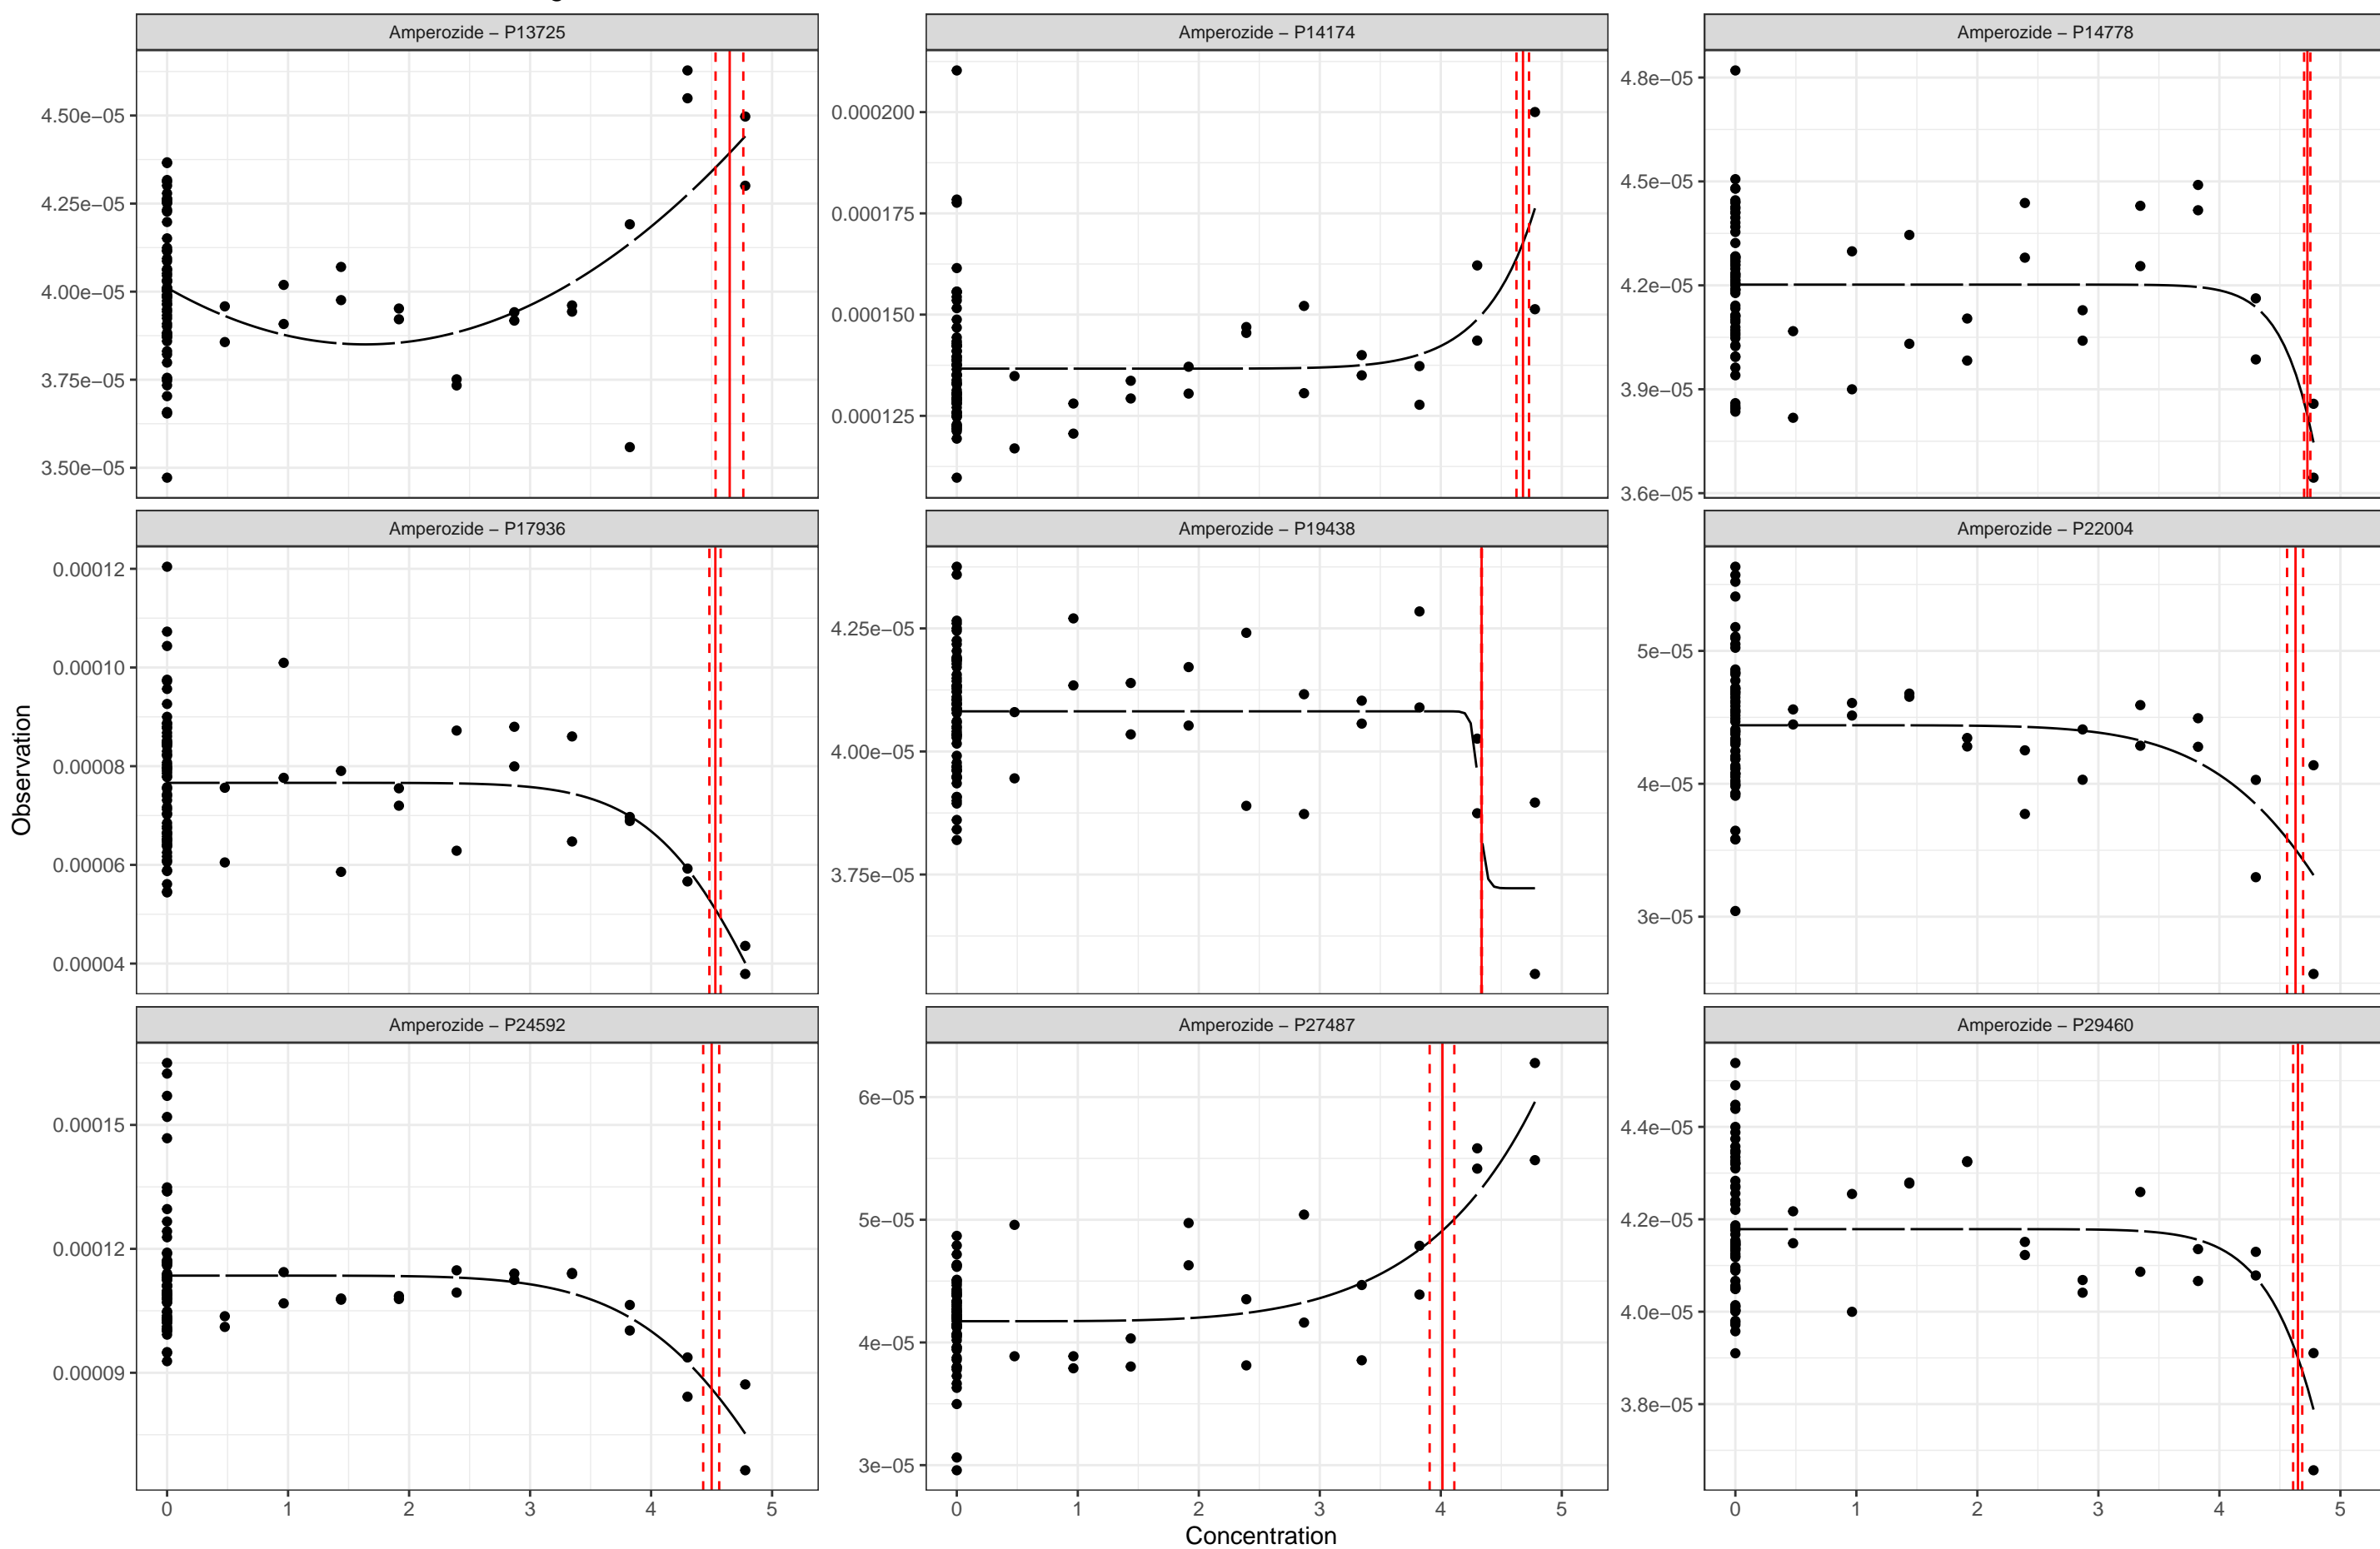 Amperozide − P13725 Amperozide − P14174 Amperozide − P14778
4.50e−05
4.25e−05
4.00e−05
3.75e−05
3.50e−05
0.000200
0.000175
0.000150
0.000125
4.8e−05
4.5e−05
4.2e−05
3.9e−05
3.6e−05
Amperozide − P17936 Amperozide − P19438 Amperozide − P22004
0.00012
0.00010
0.00008
0.00006
0.00004
4.25e−05
4.00e−05
3.75e−05
5e−05
4e−05
3e−05
Observation
Amperozide − P24592 Amperozide − P27487 Amperozide − P29460
0.00015
0.00012
0.00009
6e−05
5e−05
4e−05
3e−05
4.4e−05
4.2e−05
4.0e−05
3.8e−05
0 1 2 3 4 5 0 1 2 3 4 5 0 1 2 3 4 5
Concentration